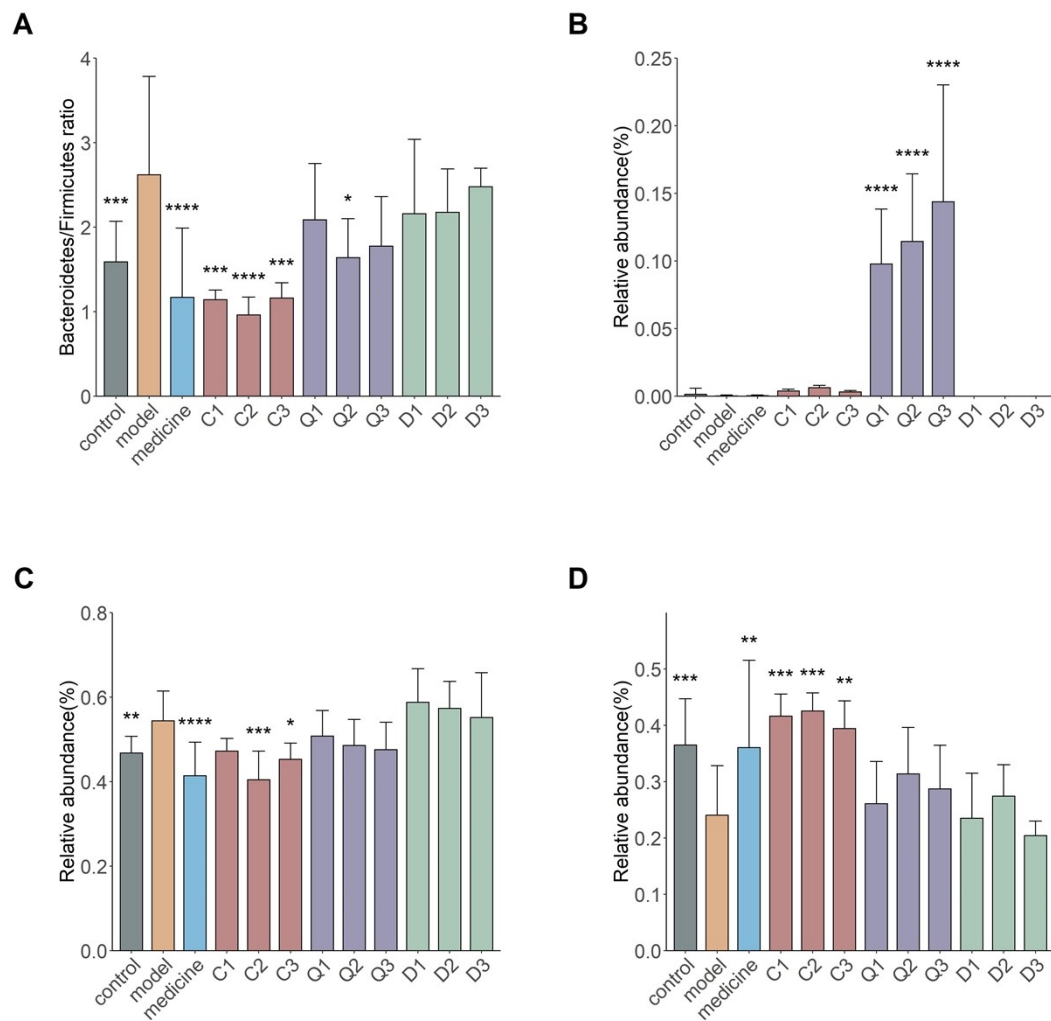 A
Bacteroidetes/Firmicutes ratio
4
3
2
1
0
***
****
***
****
***
*
control
model
medicine
C1
C2
C3
Q1
Q2
Q3
D1
D2
D3
B
Relative abundance(%)
0.25
0.20
0.15
0.10
0.05
0.00
****
****
****
control
model
medicine
C1
C2
C3
Q1
Q2
Q3
D1
D2
D3
C
Relative abundance(%)
0.8
0.6
0.4
0.2
0.0
**
****
***
*
control
model
medicine
C1
C2
C3
Q1
Q2
Q3
D1
D2
D3
D
Relative abundance(%)
0.5
0.4
0.3
0.2
0.1
0.0
***
**
***
***
**
control
model
medicine
C1
C2
C3
Q1
Q2
Q3
D1
D2
D3